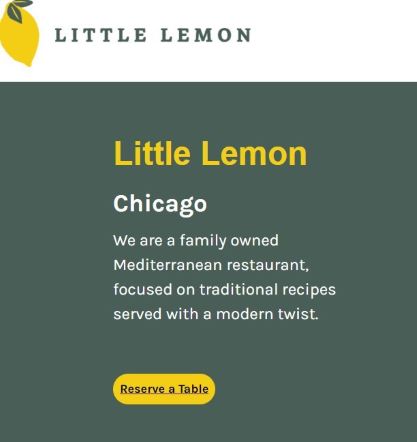 LITTLE LEMON
Little Lemon
Chicago
We are a family owned
Mediterranean restaurant,
focused on traditional recipes
served with a modern twist.
Reserve a Table